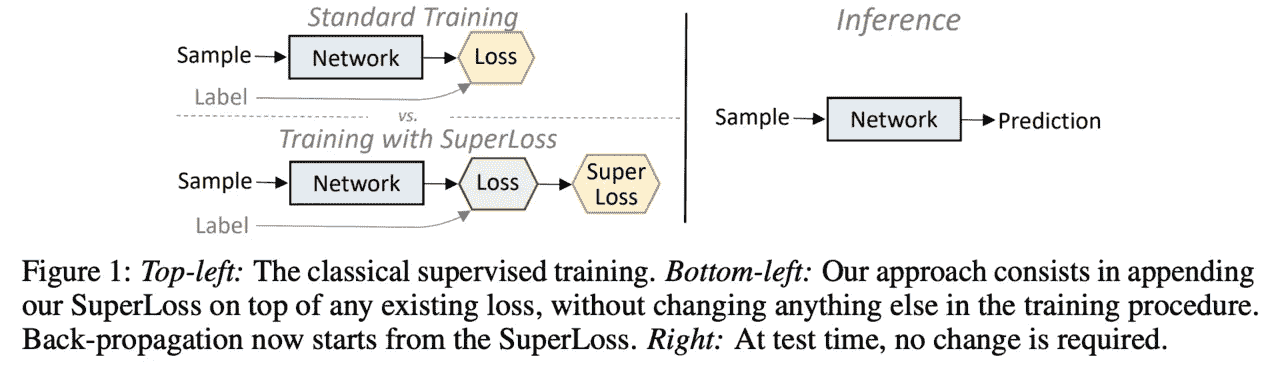 Standard Training
Sample
Network
Loss
Label
vs.
Training with SuperLoss
Sample
Network
Loss
Super
Loss
Label
Inference
Sample
Network
Prediction
Figure 1: Top-left: The classical supervised training. Bottom-left: Our approach consists in appending
our SuperLoss on top of any existing loss, without changing anything else in the training procedure.
Back-propagation now starts from the SuperLoss. Right: At test time, no change is required.